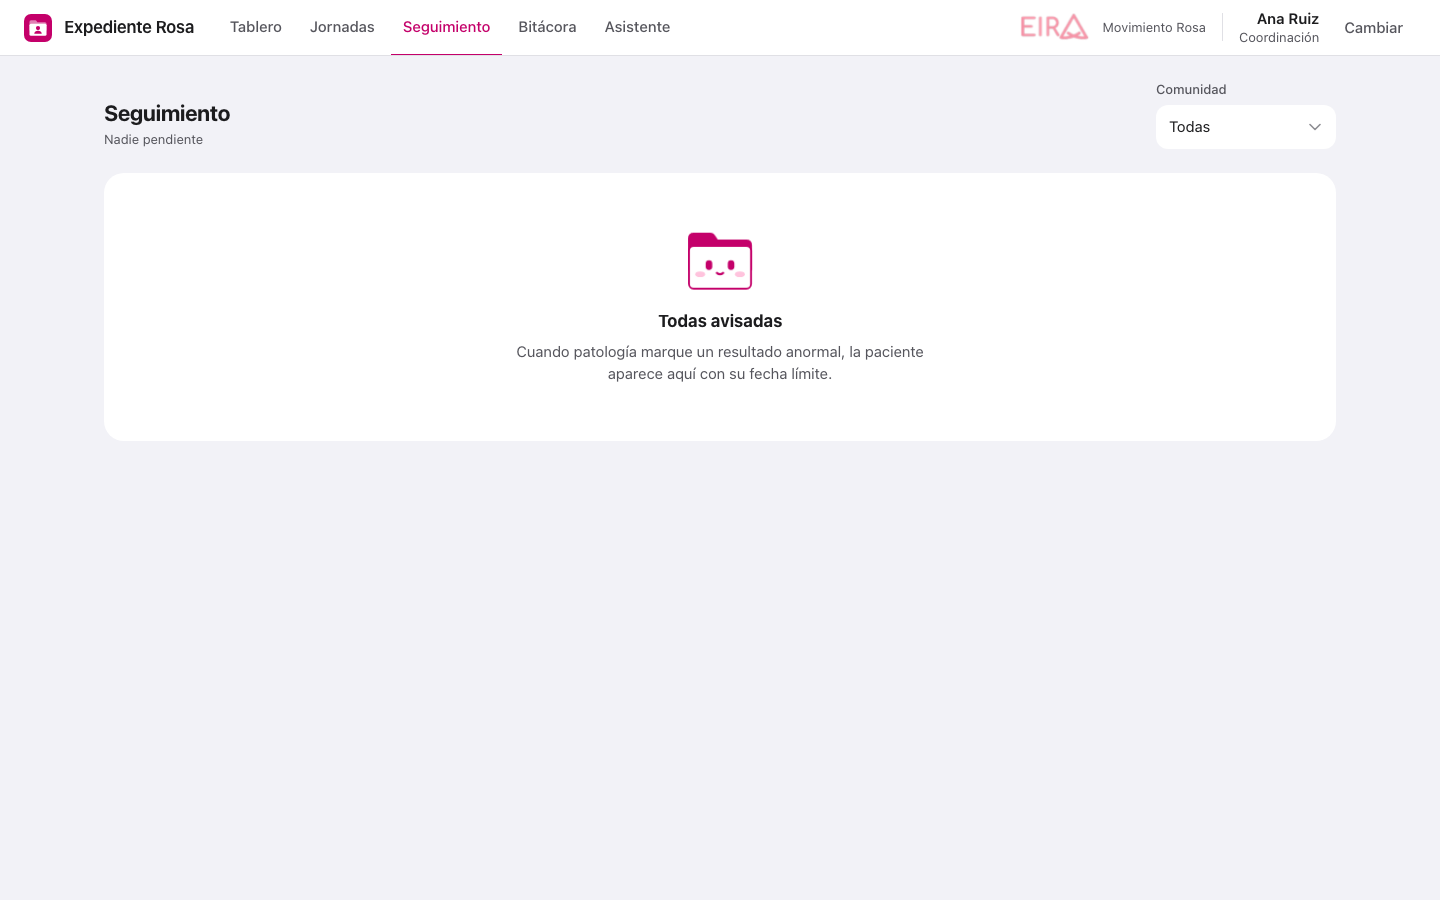 Expediente Rosa
Tablero
Jornadas
Seguimiento
Bitácora
Asistente
EIRA
Movimiento Rosa
Ana Ruiz
Coordinación
Cambiar
Seguimiento
Nadie pendiente
Comunidad
Todas
Todas avisadas
Cuando patología marque un resultado anormal, la paciente
aparece aquí con su fecha límite.